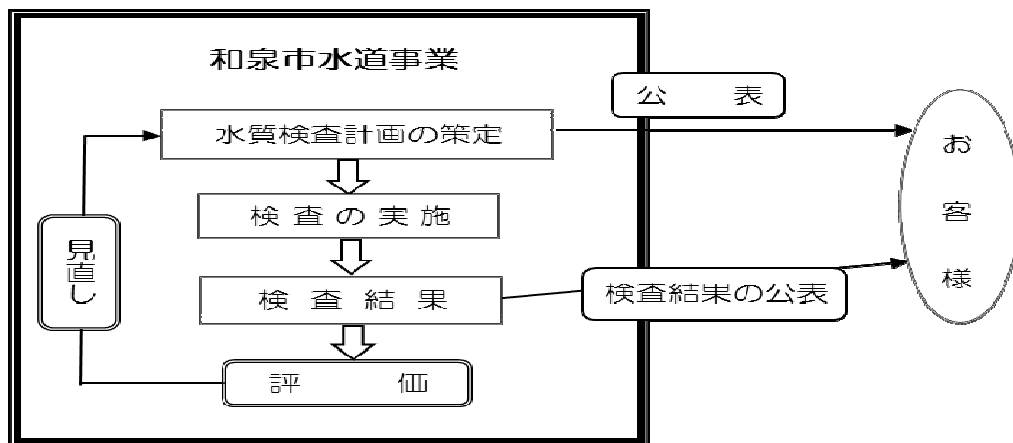 和泉市水道事業
公 表
水質検査計画の策定
お客様
検査の実施
見直し
検査結果
検査結果の公表
評 価